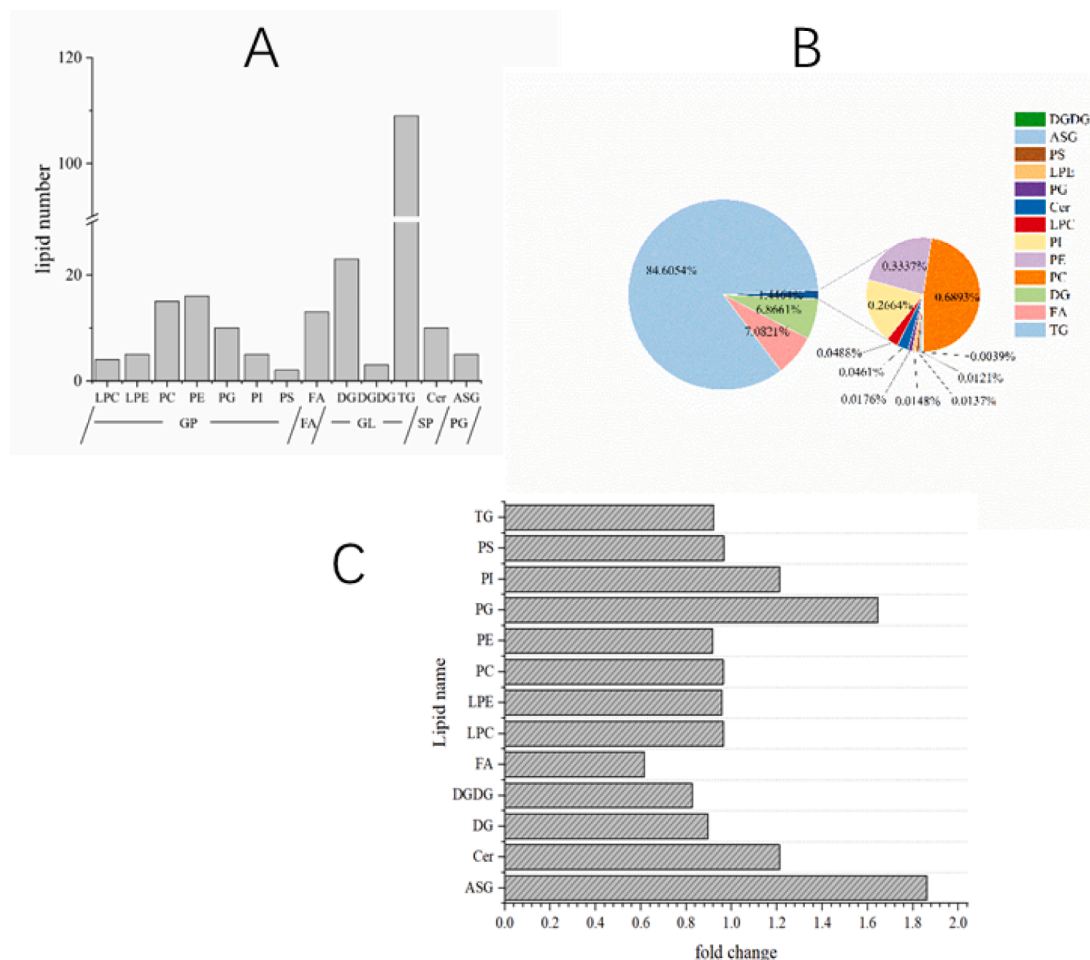 A
120
100
20
0
lipid number
LPC LPE PC PE PG PI PS FA DG DGDG TG Cer ASG
GP FA GL SP PG
B
84.6054%
1.4464%
6.8661%
7.0821%
0.3337%
0.6893%
0.2664%
0.0488%
0.0461%
0.0176%
0.0148%
0.0137%
0.0121%
0.0039%
DGDG
ASG
PS
LPE
PG
Cer
LPC
PI
PE
PC
DG
FA
TG
C
Lipid name
TG
PS
PI
PG
PE
PC
LPE
LPC
FA
DGDG
DG
Cer
ASG
0.0 0.2 0.4 0.6 0.8 1.0 1.2 1.4 1.6 1.8 2.0
fold change